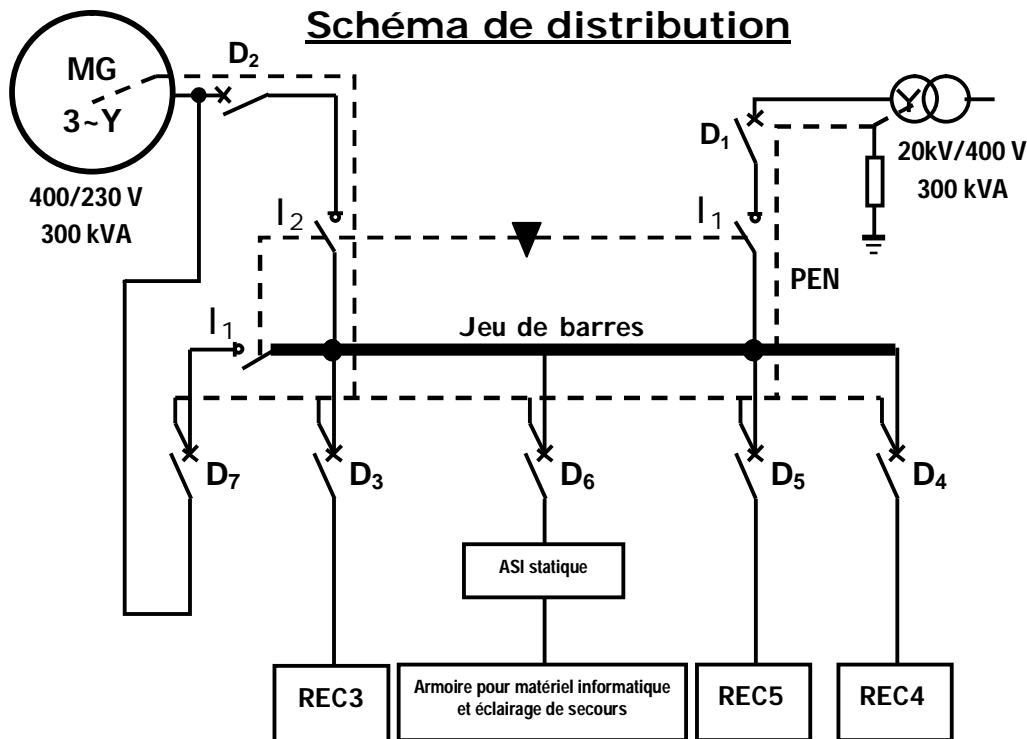 Schéma de distribution
MG
3~Y
D2
400/230 V
300 kVA
D1
20kV/400 V
300 kVA
I2
I1
PEN
I1
Jeu de barres
D7
D3
D6
D5
D4
ASI statique
REC3
Armoire pour matériel informatique
et éclairage de secours
REC5
REC4